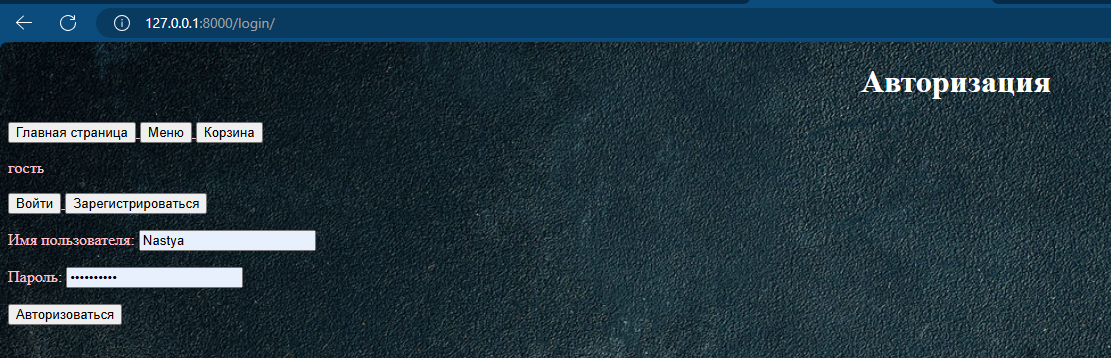 127.0.0.1:8000/login/
Авторизация
Главная страница Меню Корзина
гость
Войти Зарегистрироваться
Имя пользователя: Nastya
Пароль: ••••••••••
Авторизоваться